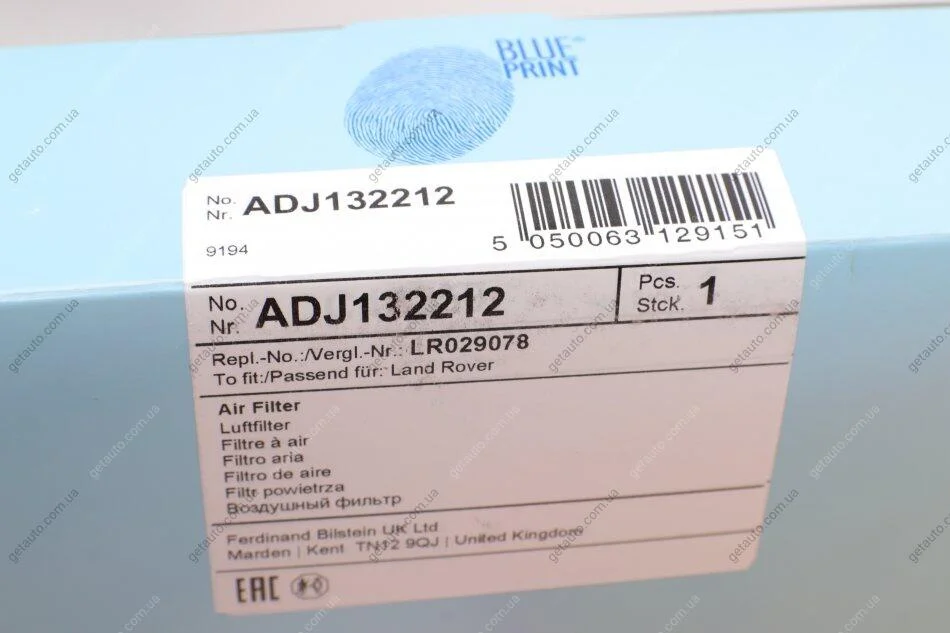 BLUE
PRINT
No.
Nr. ADJ132212
9194
5 050063 129151
No.
Nr. ADJ132212
Pcs.
Stck. 1
Repl.-No.:/Vergl.-Nr.: LR029078
To fit:/Passend für: Land Rover
Air Filter
Luftfilter
Filtre à air
Filtro aria
Filtro de aire
Filtr powietrza
Воздушный фильтр
Ferdinand Bilstein UK Ltd
Marden | Kent TN12 9QJ | United Kingdom
EAC
getauto.com.ua